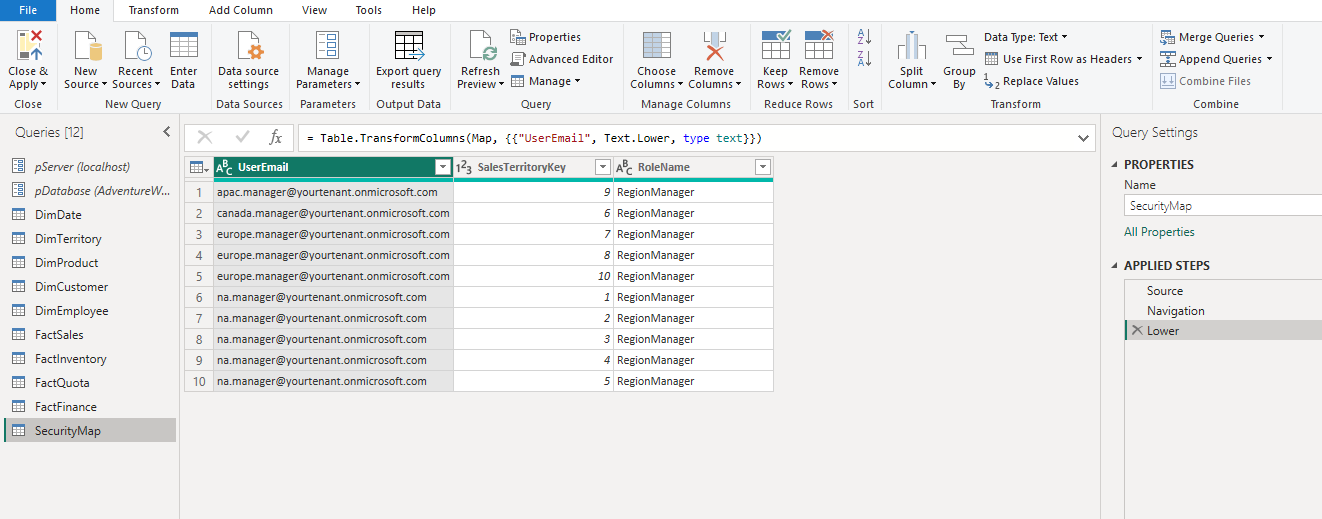 File Home Transform Add Column View Tools Help
Close & Apply New Source Recent Sources Enter Data Data source settings Manage Parameters Export query results Refresh Preview Properties Advanced Editor Manage Choose Columns Remove Columns Keep Rows Remove Rows A Z Z A Split Column Group By Data Type: Text Use First Row as Headers 1 2 Replace Values Merge Queries Append Queries Combine Files
Close New Query Data Sources Parameters Output Data Query Manage Columns Reduce Rows Sort Transform Combine
Queries [12]
pServer (localhost)
pDatabase (AdventureW...
DimDate
DimTerritory
DimProduct
DimCustomer
DimEmployee
FactSales
FactInventory
FactQuota
FactFinance
SecurityMap
fx = Table.TransformColumns(Map, {{"UserEmail", Text.Lower, type text}})
ABC UserEmail 123 SalesTerritoryKey ABC RoleName
1 apac.manager@yourtenant.onmicrosoft.com 9 RegionManager
2 canada.manager@yourtenant.onmicrosoft.com 6 RegionManager
3 europe.manager@yourtenant.onmicrosoft.com 7 RegionManager
4 europe.manager@yourtenant.onmicrosoft.com 8 RegionManager
5 europe.manager@yourtenant.onmicrosoft.com 10 RegionManager
6 na.manager@yourtenant.onmicrosoft.com 1 RegionManager
7 na.manager@yourtenant.onmicrosoft.com 2 RegionManager
8 na.manager@yourtenant.onmicrosoft.com 3 RegionManager
9 na.manager@yourtenant.onmicrosoft.com 4 RegionManager
10 na.manager@yourtenant.onmicrosoft.com 5 RegionManager
Query Settings
PROPERTIES
Name
SecurityMap
All Properties
APPLIED STEPS
Source
Navigation
Lower